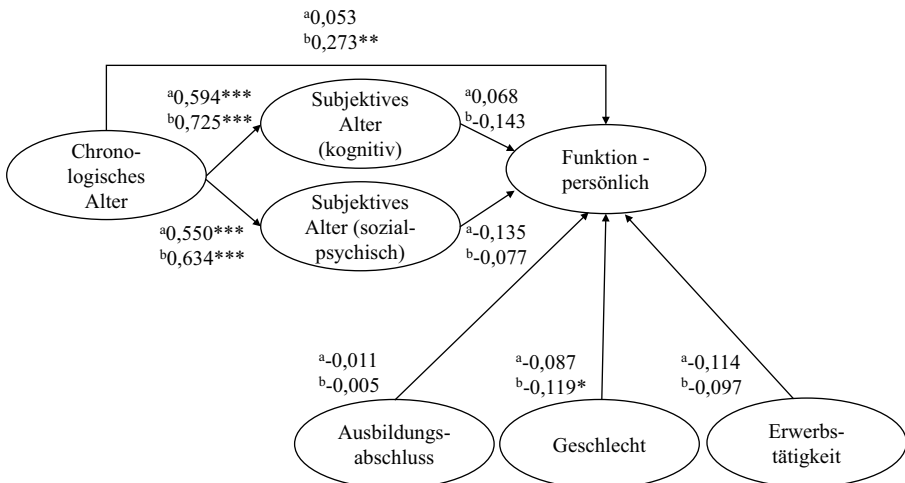 ᵃ0,053
ᵇ0,273**
ᵃ0,594***
ᵇ0,725***
Subjektives
Alter
(kognitiv)
ᵃ0,068
ᵇ-0,143
Chrono-
logisches
Alter
Funktion -
persönlich
ᵃ0,550***
ᵇ0,634***
Subjektives
Alter (sozial-
psychisch)
ᵃ-0,135
ᵇ-0,077
ᵃ-0,011
ᵇ-0,005
ᵃ-0,087
ᵇ-0,119*
ᵃ-0,114
ᵇ-0,097
Ausbildungs-
abschluss
Geschlecht
Erwerbs-
tätigkeit